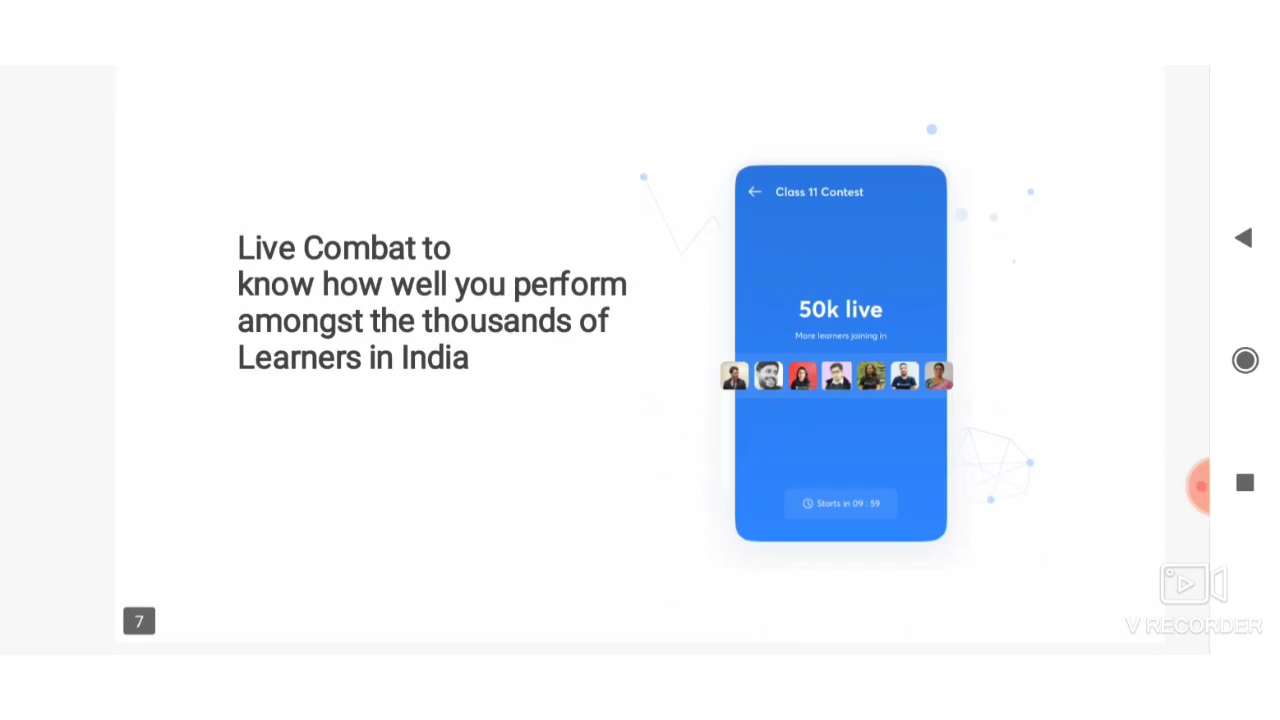 Live Combat to
know how well you perform
amongst the thousands of
Learners in India
Class 11 Contest
50k live
More learners joining in
Starts in 09 : 59
7
V RECORDER